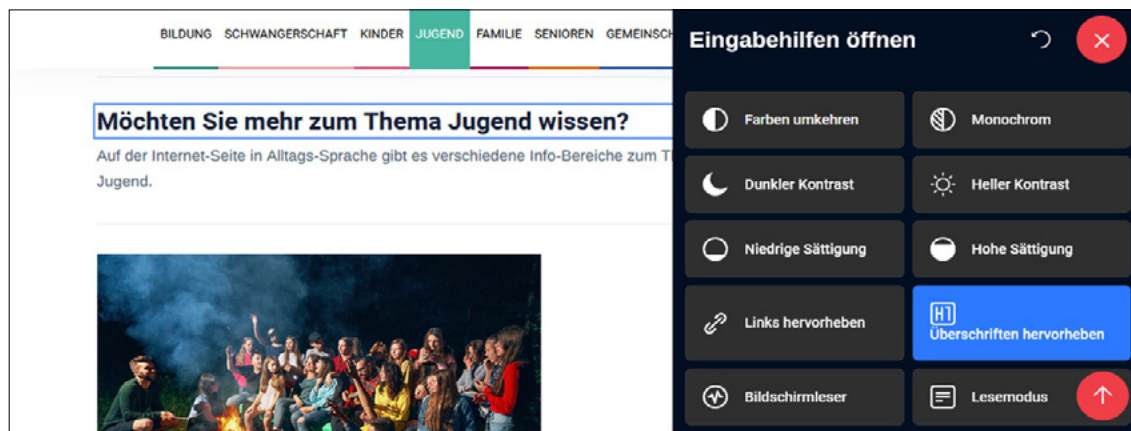 BILDUNG SCHWANGERSCHAFT KINDER JUGEND FAMILIE SENIOREN
Möchten Sie mehr zum Thema Jugend wissen?
Auf der Internet-Seite in Alltags-Sprache gibt es verschiedene Info-Bereiche zum
Jugend.
Eingabehilfen öffnen
Farben umkehren
Monochrom
Dunkler Kontrast
Heller Kontrast
Niedrige Sättigung
Hohe Sättigung
Links hervorheben
H1
Überschriften hervorheben
Bildschirmleser
Lesemodus